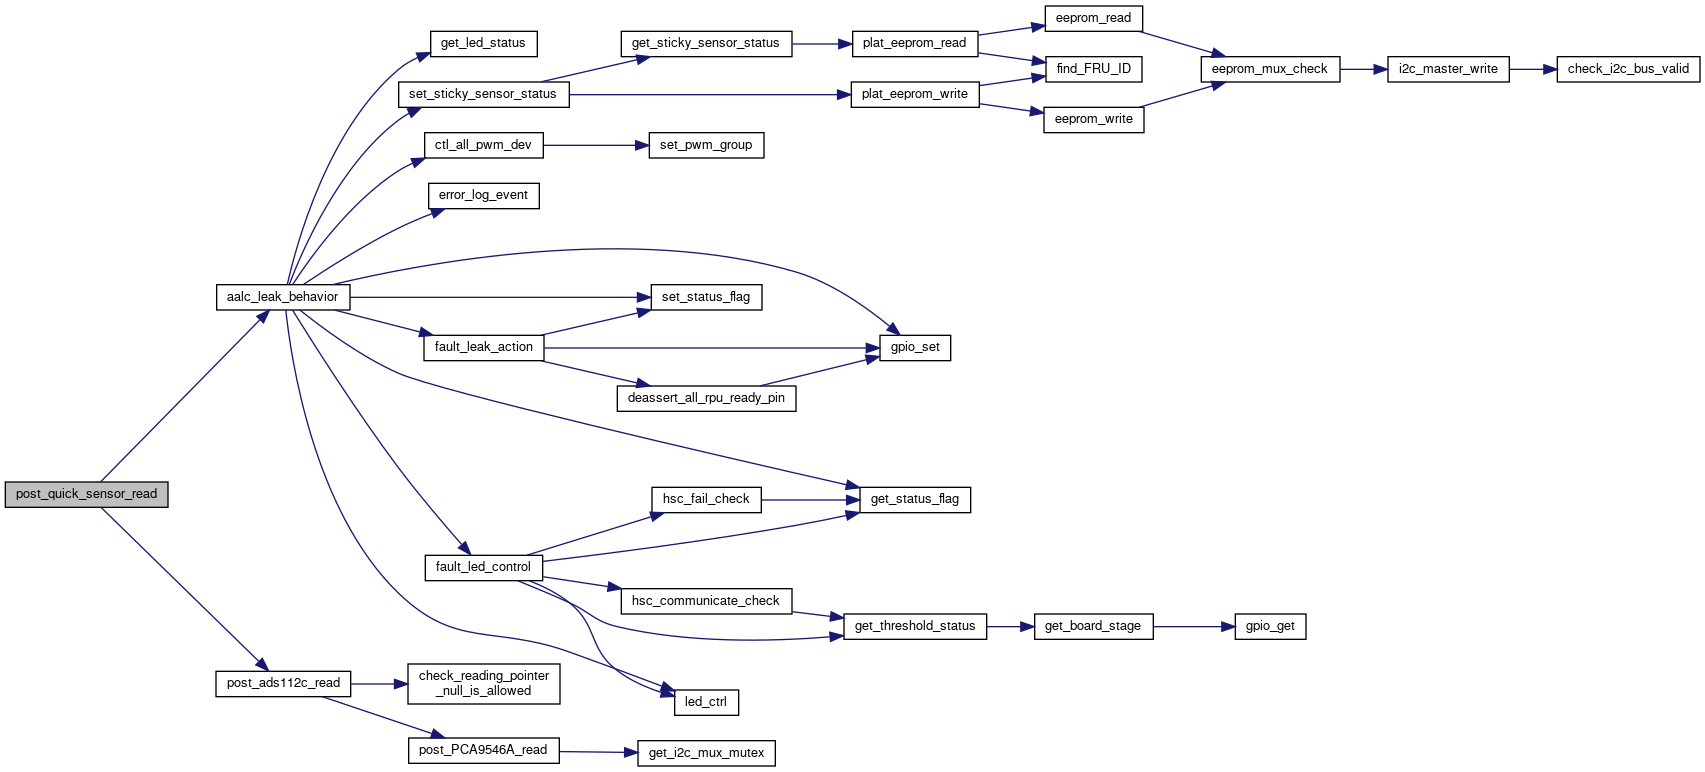 eeprom_read
get_led_status
get_sticky_sensor_status
plat_eeprom_read
find_FRU_ID
eeprom_mux_check
i2c_master_write
check_i2c_bus_valid
set_sticky_sensor_status
plat_eeprom_write
eeprom_write
ctl_all_pwm_dev
set_pwm_group
error_log_event
aalc_leak_behavior
set_status_flag
fault_leak_action
gpio_set
deassert_all_rpu_ready_pin
post_quick_sensor_read
hsc_fail_check
get_status_flag
fault_led_control
hsc_communicate_check
get_threshold_status
get_board_stage
gpio_get
post_ads112c_read
check_reading_pointer
_null_is_allowed
led_ctrl
post_PCA9546A_read
get_i2c_mux_mutex